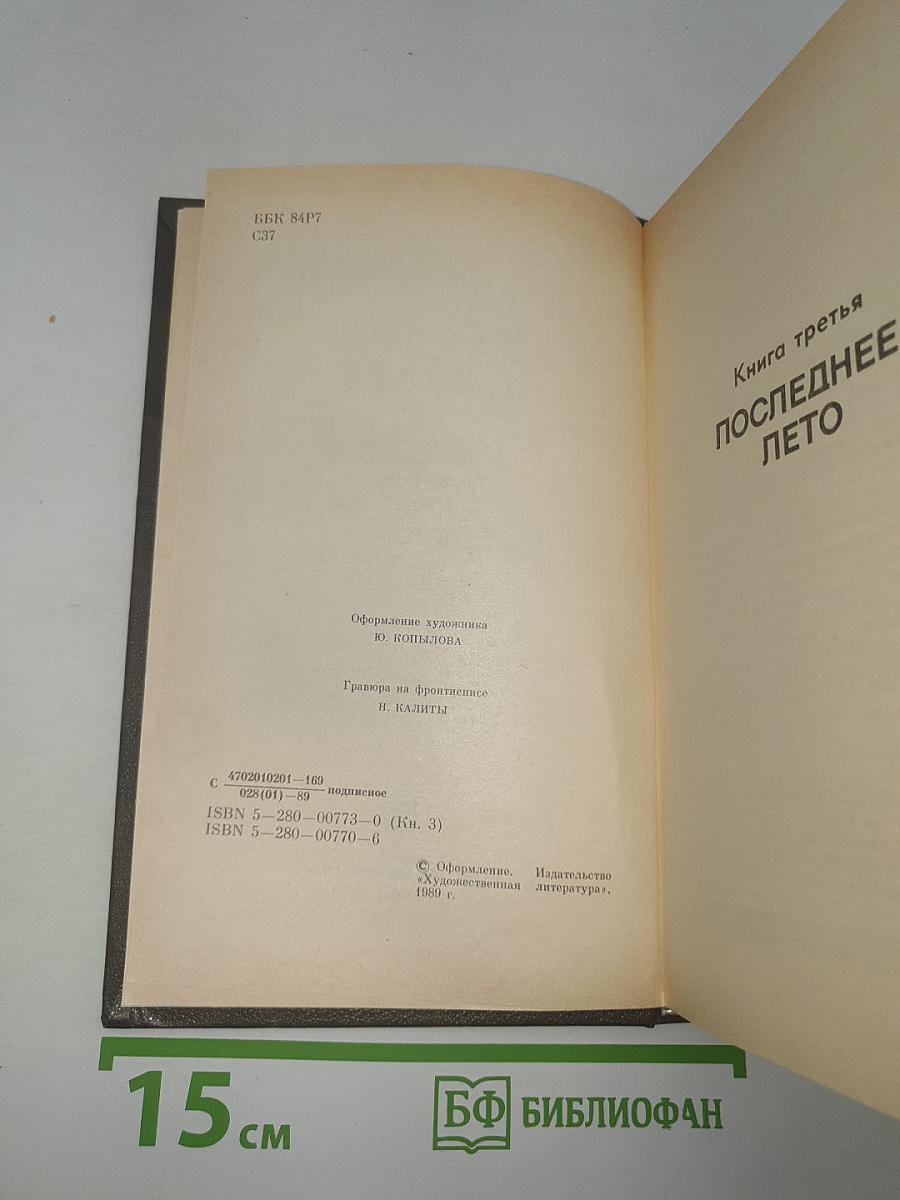 ББК 84Р7
С37
Оформление художника
Ю. КОПЫЛОВА
Гравюра на фронтисписе
Н. КАЛИТЫ
С 4702010201—169
028(01)—89 подписное
ISBN 5—280—00773—0 (Кн. 3)
ISBN 5—280—00770—6
© Оформление. Издательство
«Художественная литература»,
1989 г.
Книга третья
ПОСЛЕДНЕЕ
ЛЕТО
15 см
БФ БИБЛИОФАН